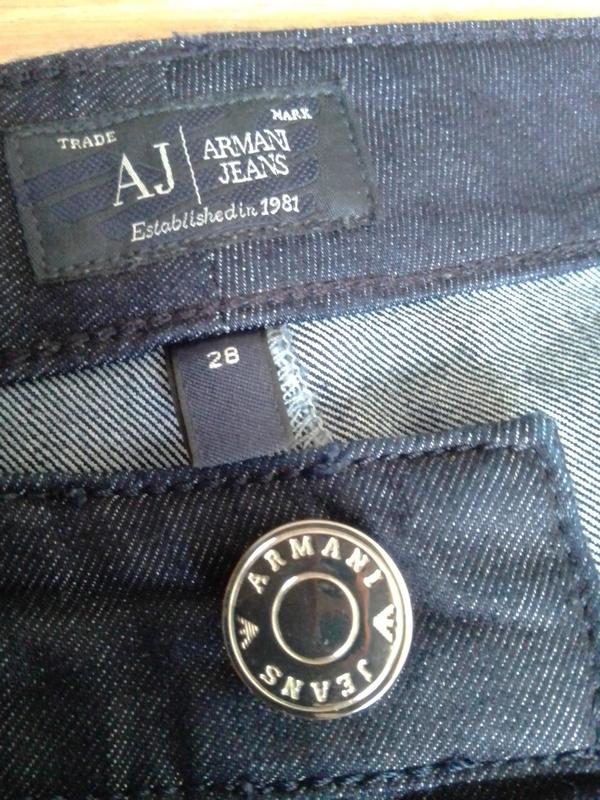 TRADE MARK
AJ
ARMANI
JEANS
Established in 1981
28
ARMANI
JEANS